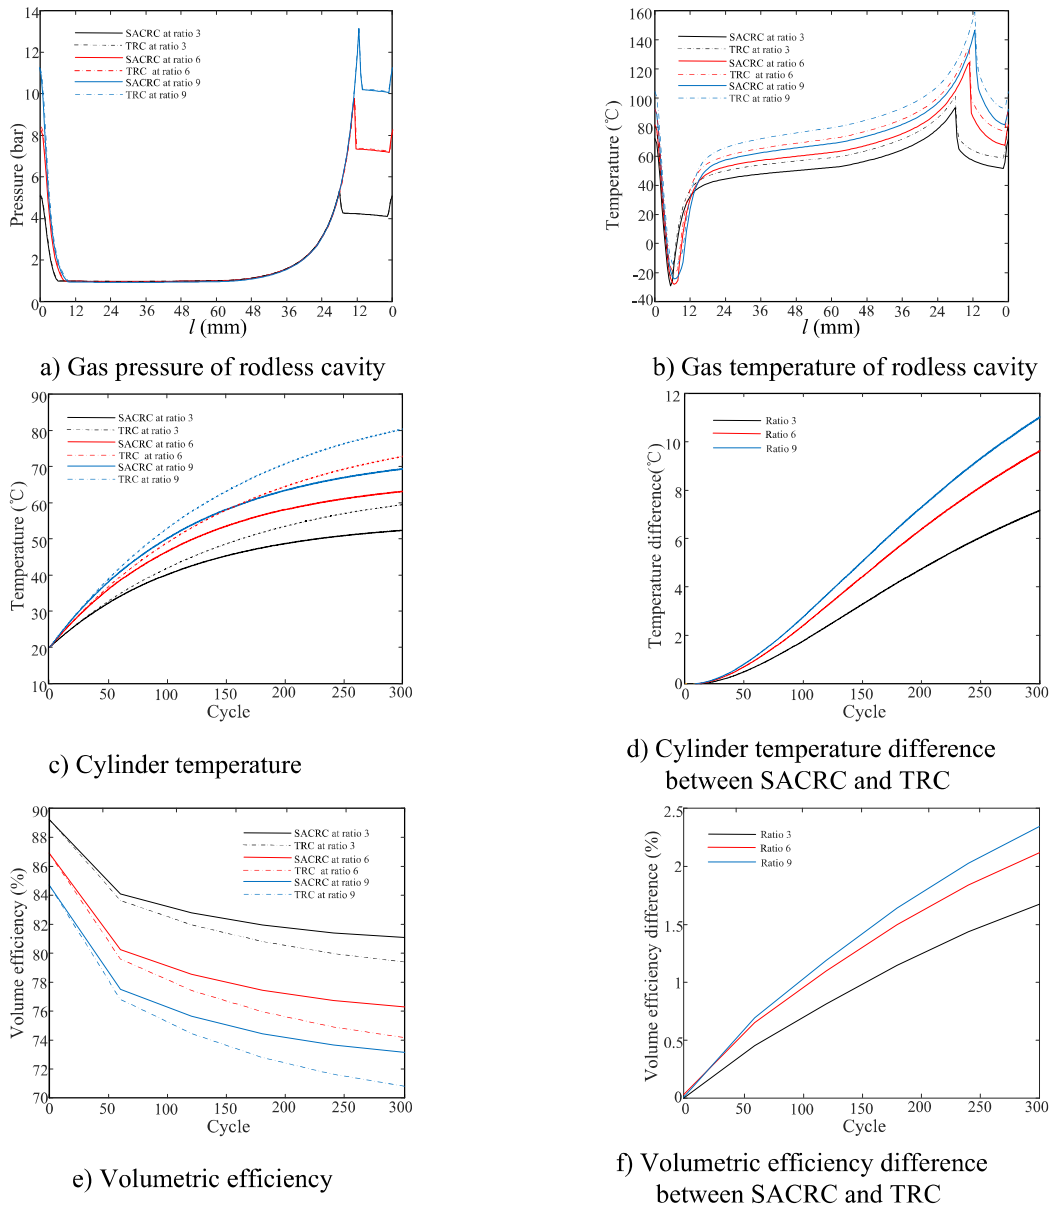 14
12
10
8
6
4
2
0
Pressure (bar)
SACRC at ratio 3
TRC at ratio 3
SACRC at ratio 6
TRC at ratio 6
SACRC at ratio 9
TRC at ratio 9
0 12 24 36 48 60 48 36 24 12 0
l (mm)
a) Gas pressure of rodless cavity
160
140
120
100
80
60
40
20
0
-20
-40
Temperature (℃)
SACRC at ratio 3
TRC at ratio 3
SACRC at ratio 6
TRC at ratio 6
SACRC at ratio 9
TRC at ratio 9
0 12 24 36 48 60 48 36 24 12 0
l (mm)
b) Gas temperature of rodless cavity
90
80
70
60
50
40
30
20
10
Temperature (℃)
SACRC at ratio 3
TRC at ratio 3
SACRC at ratio 6
TRC at ratio 6
SACRC at ratio 9
TRC at ratio 9
0 50 100 150 200 250 300
Cycle
c) Cylinder temperature
12
10
8
6
4
2
0
Temperature difference(℃)
Ratio 3
Ratio 6
Ratio 9
0 50 100 150 200 250 300
Cycle
d) Cylinder temperature difference
between SACRC and TRC
90
88
86
84
82
80
78
76
74
72
70
Volume efficiency (%)
SACRC at ratio 3
TRC at ratio 3
SACRC at ratio 6
TRC at ratio 6
SACRC at ratio 9
TRC at ratio 9
0 50 100 150 200 250 300
Cycle
e) Volumetric efficiency
2.5
2
1.5
1
0.5
0
Volume efficiency difference (%)
Ratio 3
Ratio 6
Ratio 9
0 50 100 150 200 250 300
Cycle
f) Volumetric efficiency difference
between SACRC and TRC